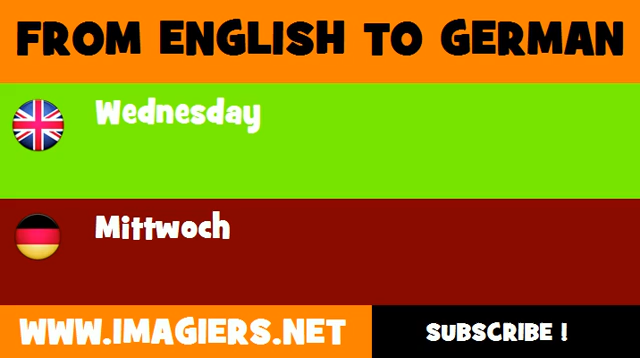 FROM ENGLISH TO GERMAN
Wednesday
Mittwoch
WWW.IMAGIERS.NET
SUBSCRIBE !